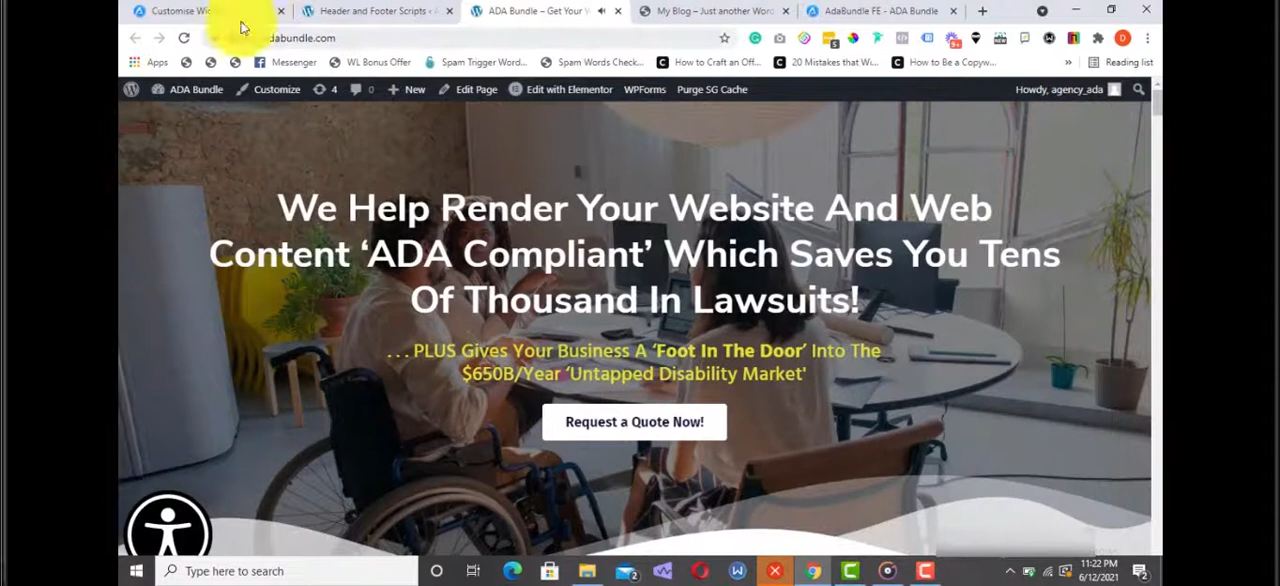 Customise Wi
Header and Footer Scripts ‹ A
ADA Bundle – Get Your V
My Blog – Just another Wor
AdaBundle FE - ADA Bundle
dabundle.com
Apps
Messenger
WL Bonus Offer
Spam Trigger Word...
Spam Words Check...
How to Craft an Off...
20 Mistakes that Wi...
How to Be a Copyw...
»
Reading list
ADA Bundle
Customize
4
0
New
Edit Page
Edit with Elementor
WPForms
Purge SG Cache
Howdy, agency_ada
We Help Render Your Website And Web
Content ‘ADA Compliant’ Which Saves You Tens
Of Thousand In Lawsuits!
. . . PLUS Gives Your Business A ‘Foot In The Door’ Into The
$650B/Year ‘Untapped Disability Market'
Request a Quote Now!
Type here to search
11:22 PM
6/12/2021